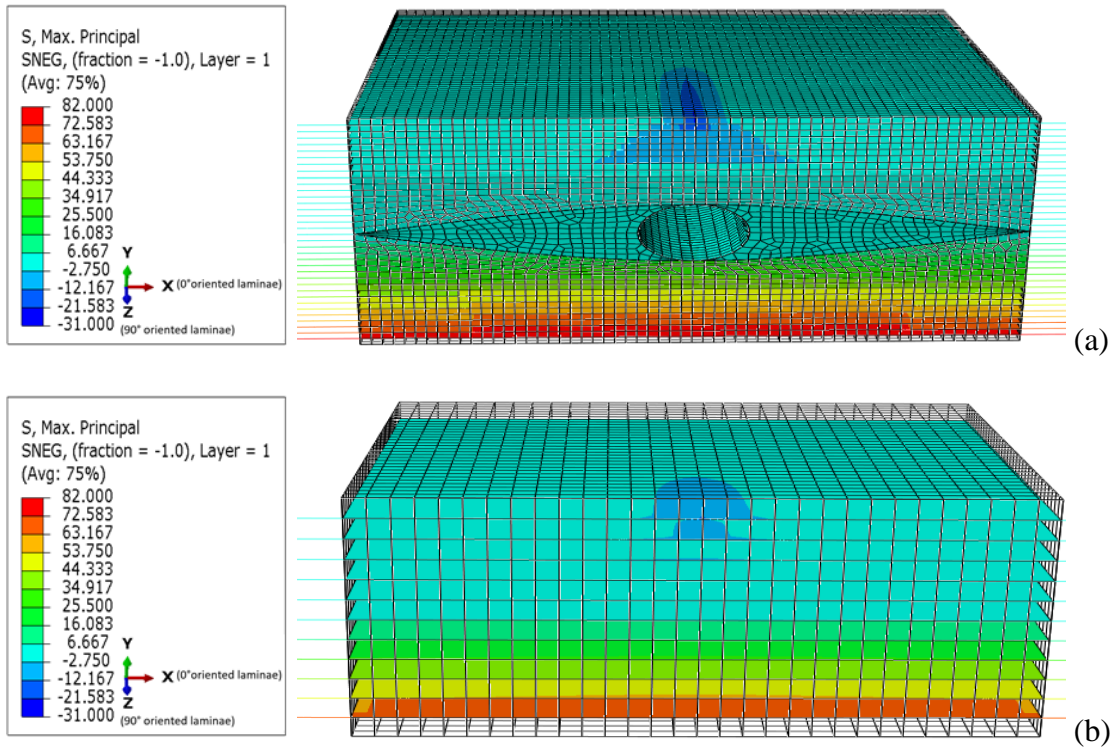 S, Max. Principal
SNEG, (fraction = -1.0), Layer = 1
(Avg: 75%)
82.000
72.583
63.167
53.750
44.333
34.917
25.500
16.083
6.667
-2.750
-12.167
-21.583
-31.000
Y
X (0°oriented laminae)
Z
(90° oriented laminae)
(a)
S, Max. Principal
SNEG, (fraction = -1.0), Layer = 1
(Avg: 75%)
82.000
72.583
63.167
53.750
44.333
34.917
25.500
16.083
6.667
-2.750
-12.167
-21.583
-31.000
Y
X (0°oriented laminae)
Z
(90° oriented laminae)
(b)